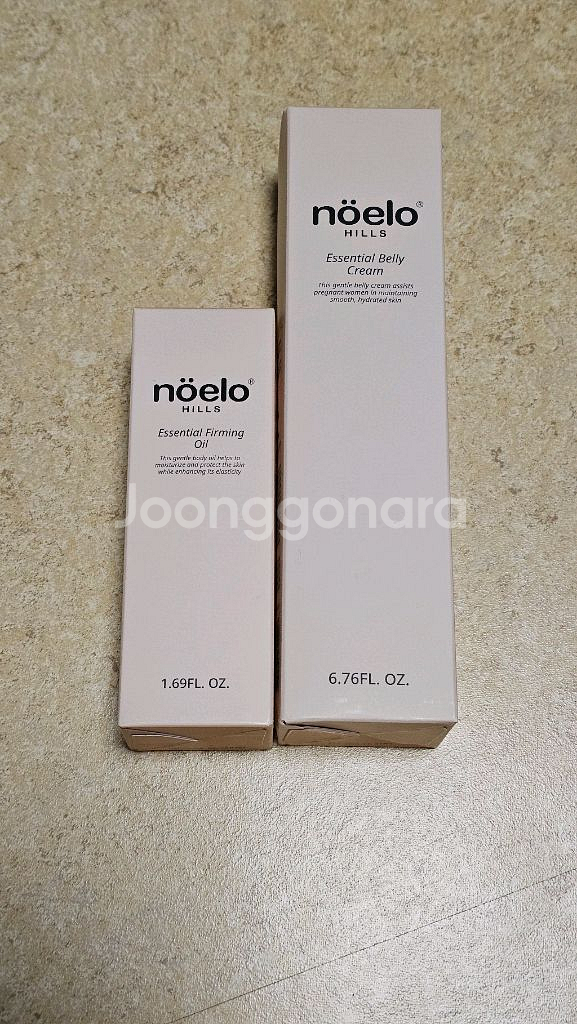 nöelo®
HILLS
Essential Belly
Cream
This gentle belly cream assists
pregnant women in maintaining
smooth, hydrated skin
6.76FL. OZ.
nöelo®
HILLS
Essential Firming
Oil
This gentle body oil helps to
moisturize and protect the skin
while enhancing its elasticity
1.69FL. OZ.
Joonggonara